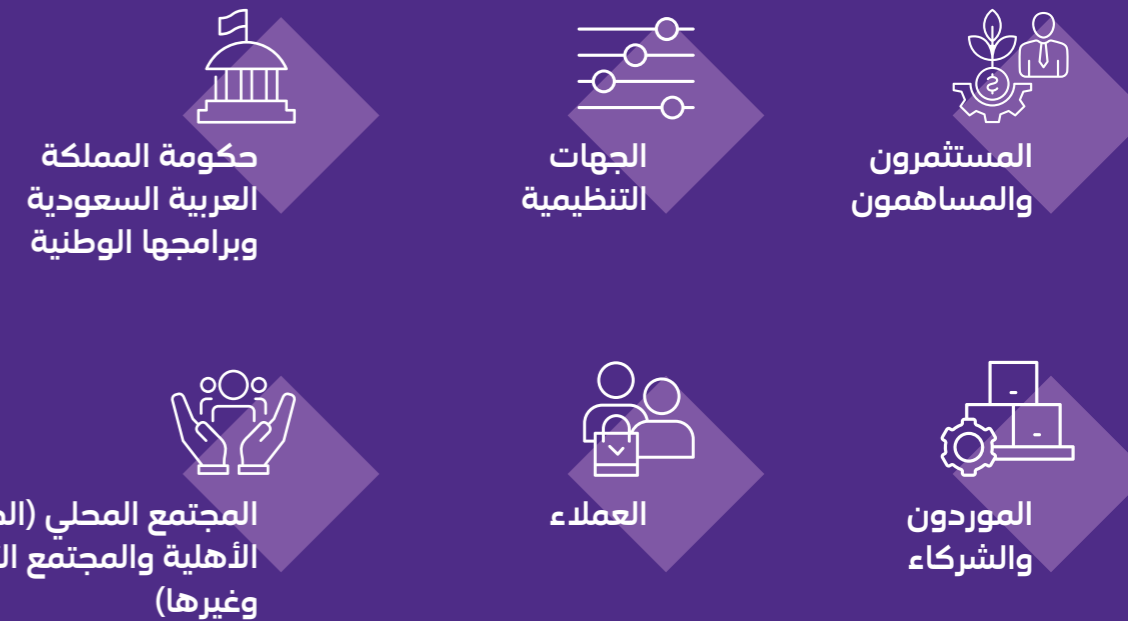 المستثمرون
والمساهمون
الجهات
التنظيمية
حكومة المملكة
العربية السعودية
وبرامجها الوطنية
الموردون
والشركاء
العملاء
المجتمع المحلي
الأهلية والمجتمع
وغيرها)